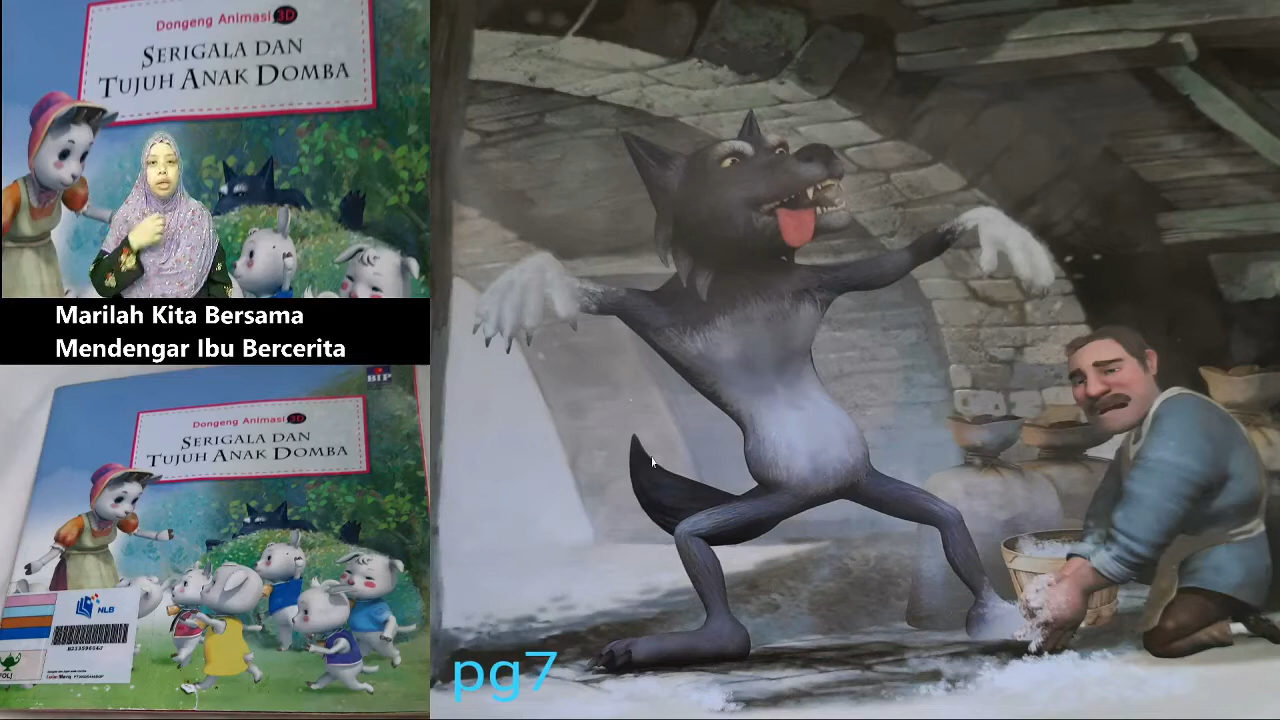 Dongeng Animasi 3D
SERIGALA DAN
TUJUH ANAK DOMBA
Marilah Kita Bersama
Mendengar Ibu Bercerita
BIP
Dongeng Animasi 3D
SERIGALA DAN
TUJUH ANAK DOMBA
NLB
pg7